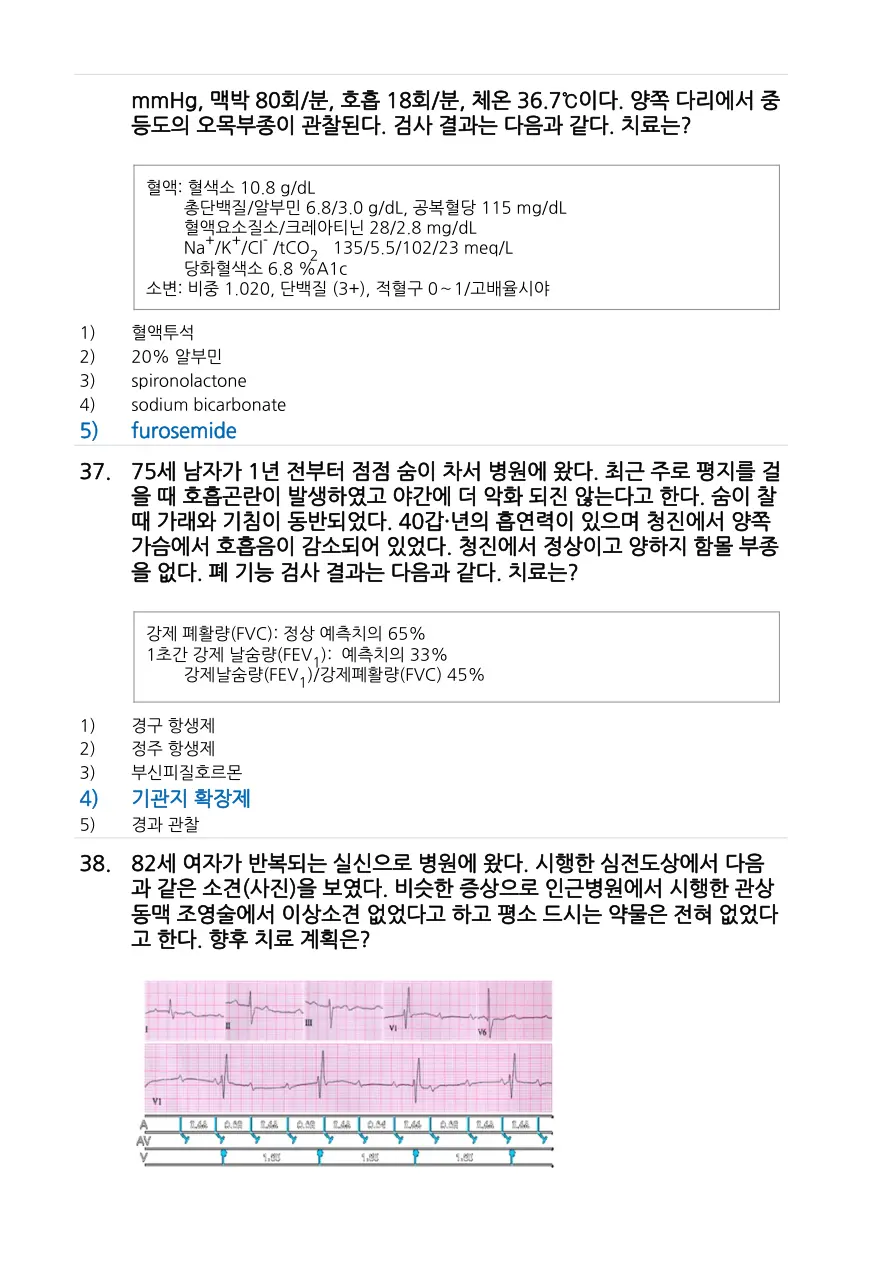 mmHg, 맥박 80회/분, 호흡 18회/분, 체온 36.7℃이다. 양쪽 다리에서 중
등도의 오목부종이 관찰된다. 검사 결과는 다음과 같다. 치료는?
혈액: 혈색소 10.8 g/dL
총단백질/알부민 6.8/3.0 g/dL, 공복혈당 115 mg/dL
혈액요소질소/크레아티닌 28/2.8 mg/dL
Na⁺/K⁺/Cl⁻ /tCO₂ 135/5.5/102/23 meq/L
당화혈색소 6.8 %A1c
소변: 비중 1.020, 단백질 (3+), 적혈구 0~1/고배율시야
1) 혈액투석
2) 20% 알부민
3) spironolactone
4) sodium bicarbonate
5) furosemide
37. 75세 남자가 1년 전부터 점점 숨이 차서 병원에 왔다. 최근 주로 평지를 걸
을 때 호흡곤란이 발생하였고 야간에 더 악화 되진 않는다고 한다. 숨이 찰
때 가래와 기침이 동반되었다. 40갑·년의 흡연력이 있으며 청진에서 양쪽
가슴에서 호흡음이 감소되어 있었다. 청진에서 정상이고 양하지 함몰 부종
을 없다. 폐 기능 검사 결과는 다음과 같다. 치료는?
강제 폐활량(FVC): 정상 예측치의 65%
1초간 강제 날숨량(FEV₁): 예측치의 33%
강제날숨량(FEV₁)/강제폐활량(FVC) 45%
1) 경구 항생제
2) 정주 항생제
3) 부신피질호르몬
4) 기관지 확장제
5) 경과 관찰
38. 82세 여자가 반복되는 실신으로 병원에 왔다. 시행한 심전도상에서 다음
과 같은 소견(사진)을 보였다. 비슷한 증상으로 인근병원에서 시행한 관상
동맥 조영술에서 이상소견 없었다고 하고 평소 드시는 약물은 전혀 없었다
고 한다. 향후 치료 계획은?
I II III V1 V6
V1
A
AV
V